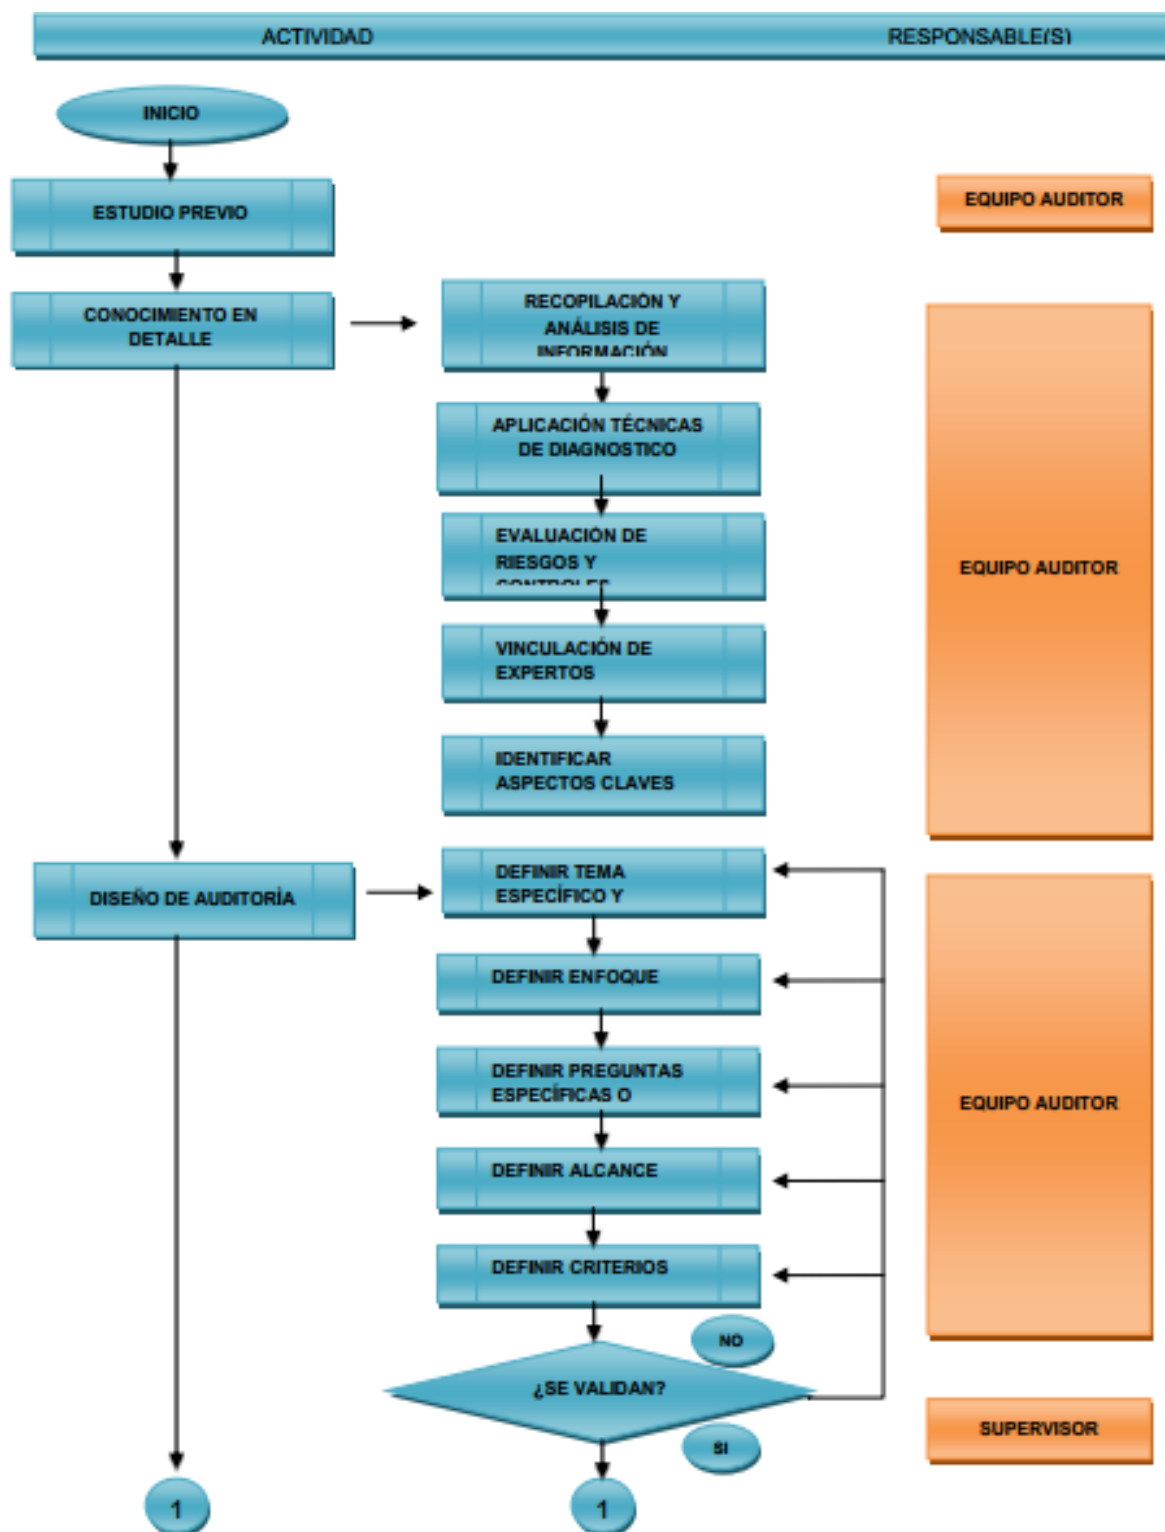 ACTIVIDAD
RESPONSABLE(S)
INICIO
ESTUDIO PREVIO
EQUIPO AUDITOR
CONOCIMIENTO EN
DETALLE
RECOPILACIÓN Y
ANÁLISIS DE
INFORMACIÓN
APLICACIÓN TÉCNICAS
DE DIAGNOSTICO
EVALUACIÓN DE
RIESGOS Y
CONTROLES
VINCULACIÓN DE
EXPERTOS
IDENTIFICAR
ASPECTOS CLAVES
EQUIPO AUDITOR
DISEÑO DE AUDITORÍA
DEFINIR TEMA
ESPECÍFICO Y
DEFINIR ENFOQUE
DEFINIR PREGUNTAS
ESPECÍFICAS O
DEFINIR ALCANCE
DEFINIR CRITERIOS
EQUIPO AUDITOR
NO
¿SE VALIDAN?
SI
SUPERVISOR
1
1